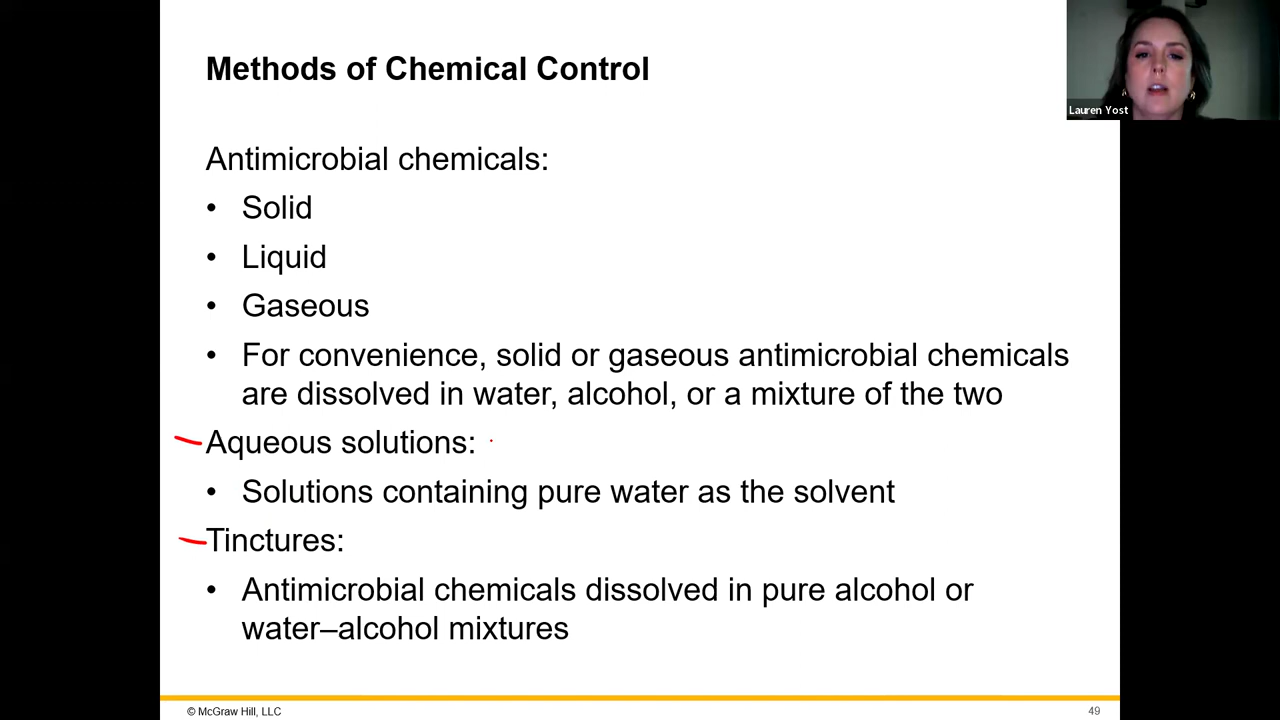 Methods of Chemical Control
Lauren Yost
Antimicrobial chemicals:
• Solid
• Liquid
• Gaseous
• For convenience, solid or gaseous antimicrobial chemicals
are dissolved in water, alcohol, or a mixture of the two
Aqueous solutions:
• Solutions containing pure water as the solvent
Tinctures:
• Antimicrobial chemicals dissolved in pure alcohol or
water–alcohol mixtures
© McGraw Hill, LLC
49